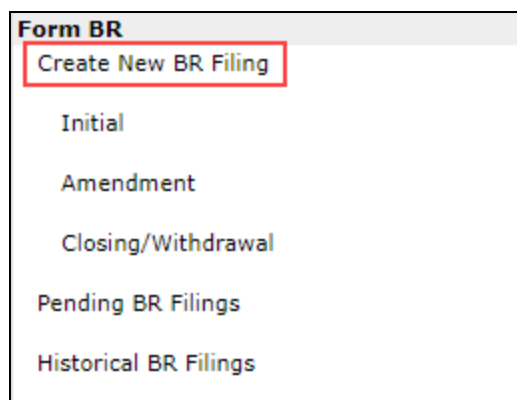 Form BR
Create New BR Filing
Initial
Amendment
Closing/Withdrawal
Pending BR Filings
Historical BR Filings